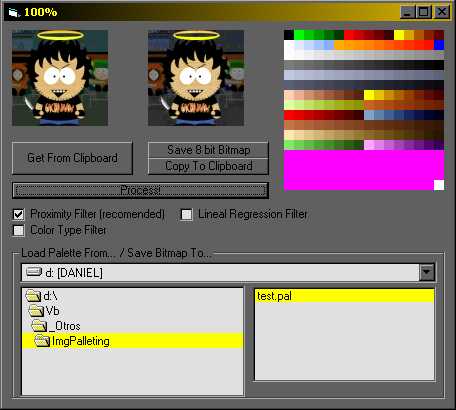 100%
Get From Clipboard
Save 8 bit Bitmap
Copy To Clipboard
Process!
Proximity Filter (recomended)
Lineal Regression Filter
Color Type Filter
Load Palette From... / Save Bitmap To...
d: [DANIEL]
d:\
Vb
_Otros
ImgPalleting
test.pal